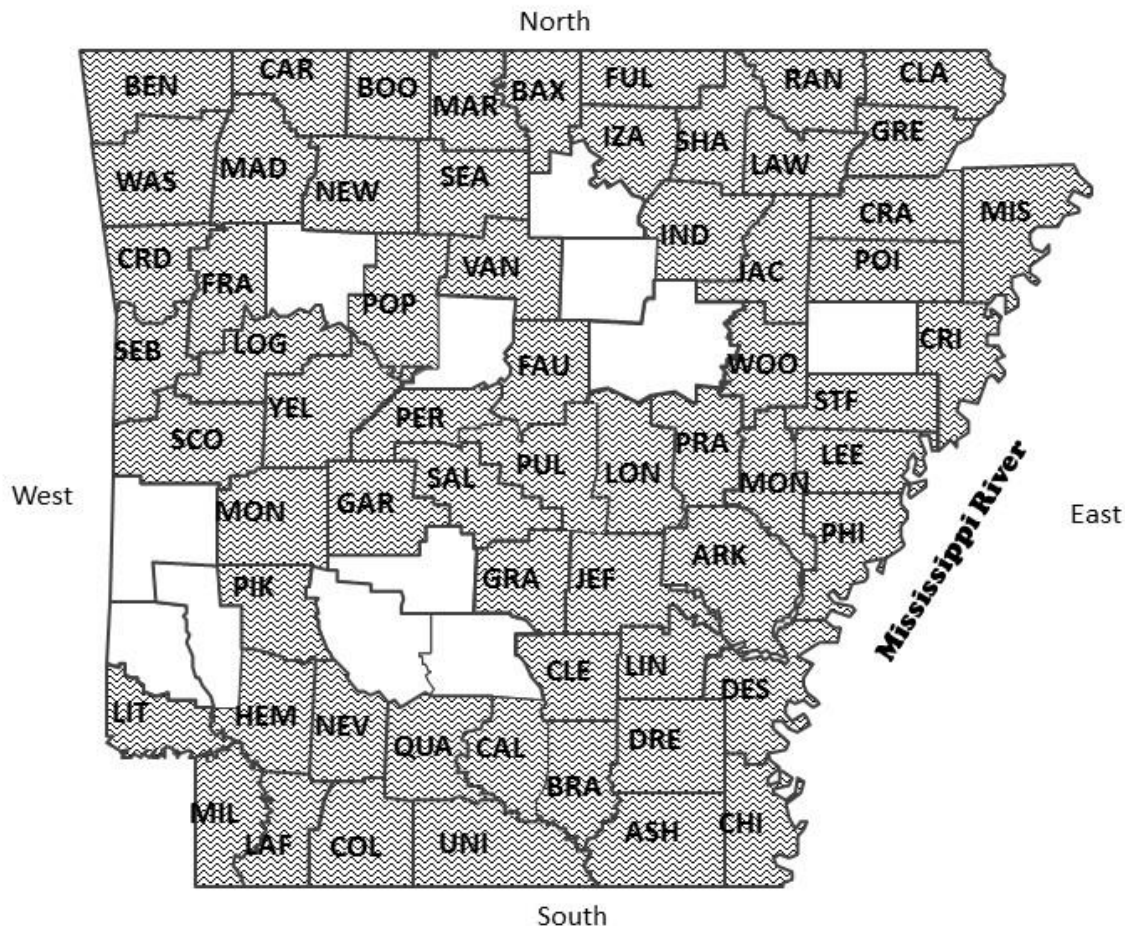 North
BEN CAR BOO MAR BAX FUL RAN CLA
WAS MAD NEW SEA IZA SHA LAW GRE
CRD FRA POP VAN IND JAC CRA POI MIS
SEB LOG FAU WOO CRI
SCO YEL PER PUL LON PRA STF
West MON GAR SAL MON LEE East
PIK GRA JEF ARK PHI
Mississippi River
LIT HEM NEV QUA CAL CLE LIN DES
MIL LAF COL UNI BRA DRE ASH CHI
South